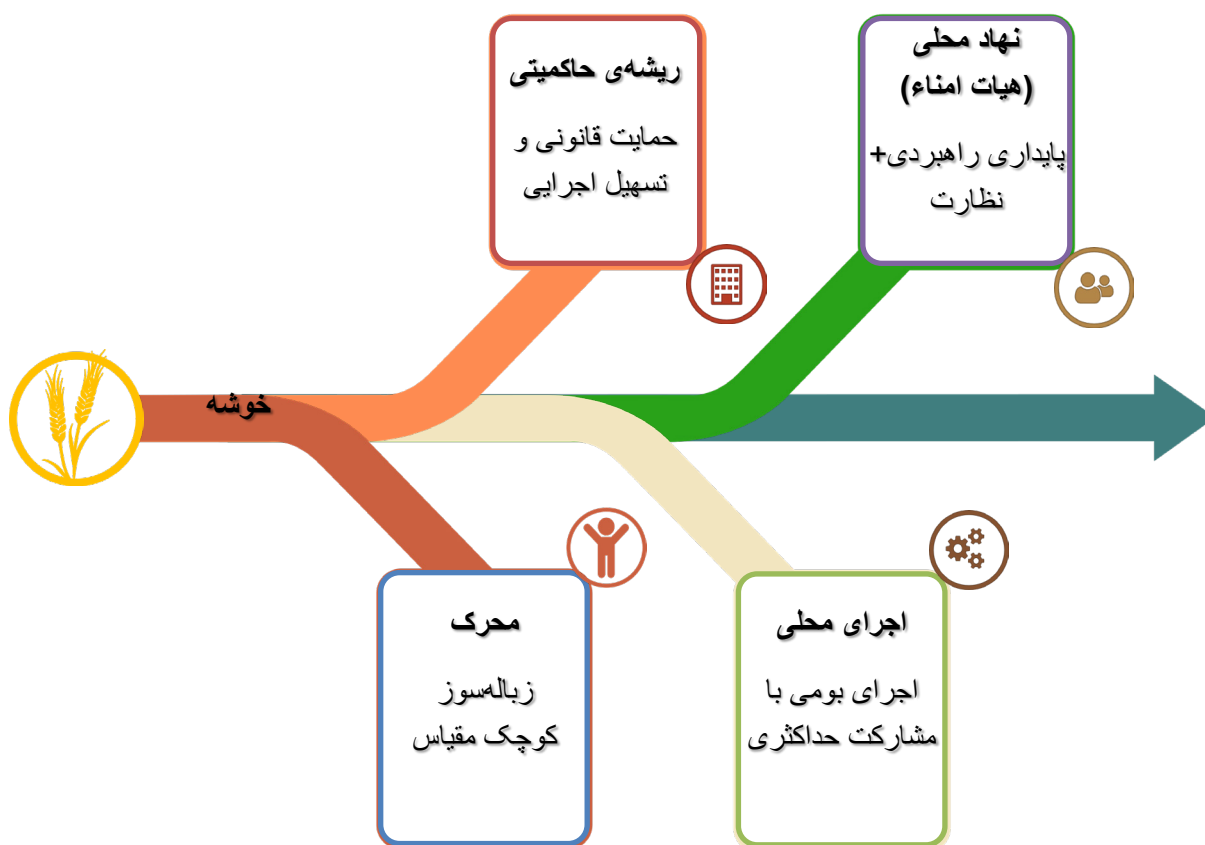 ریشه‌ی حاکمیتی
حمایت قانونی و
تسهیل اجرایی
نهاد محلی
(هیات امناء)
پایداری راهبردی+
نظارت
خوشه
محرک
زباله‌سوز
کوچک مقیاس
اجرای محلی
اجرای بومی با
مشارکت حداکثری